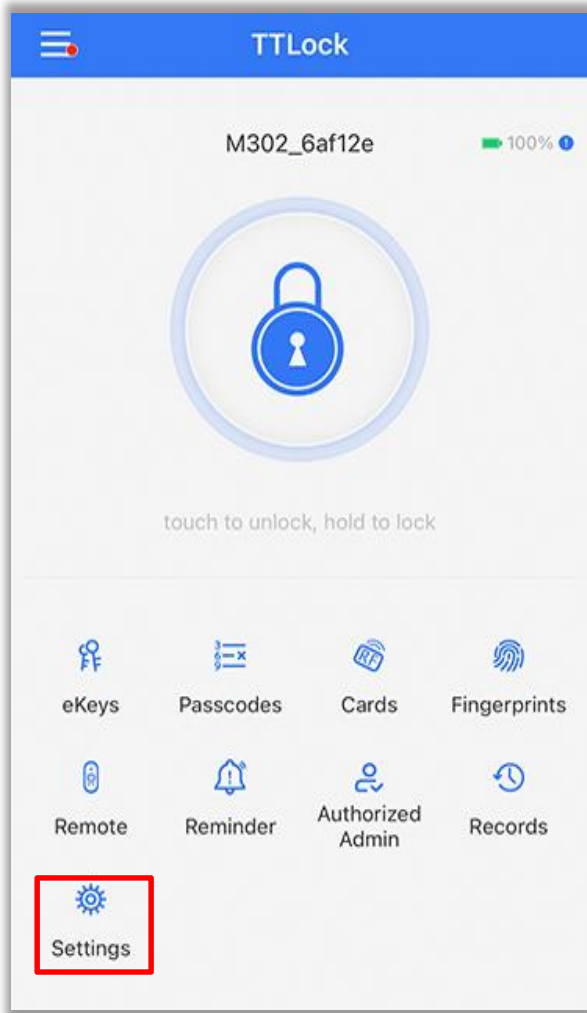 TTLock
M302_6af12e
100%
touch to unlock, hold to lock
eKeys
Passcodes
Cards
Fingerprints
Remote
Reminder
Authorized
Admin
Records
Settings